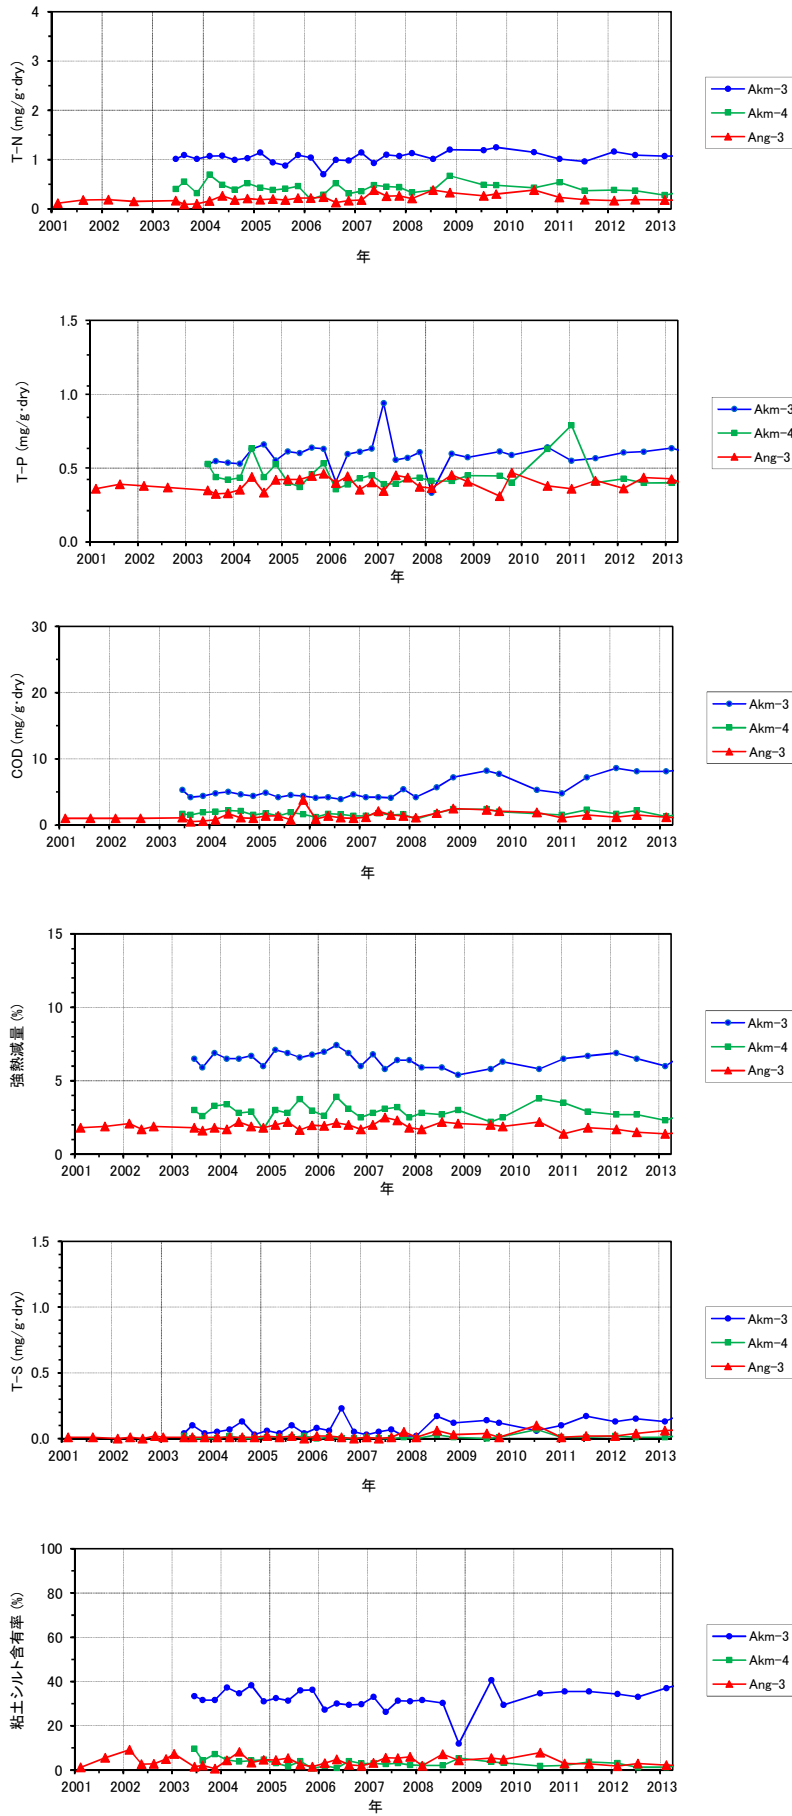 T-N (mg/g･dry)
4
3
2
1
0
2001 2002 2003 2004 2005 2006 2007 2008 2009 2010 2011 2012 2013
年
Akm-3
Akm-4
Ang-3
T-P (mg/g･dry)
1.5
1.0
0.5
0.0
2001 2002 2003 2004 2005 2006 2007 2008 2009 2010 2011 2012 2013
年
Akm-3
Akm-4
Ang-3
COD (mg/g･dry)
30
20
10
0
2001 2002 2003 2004 2005 2006 2007 2008 2009 2010 2011 2012 2013
年
Akm-3
Akm-4
Ang-3
強熱減量 (%)
15
10
5
0
2001 2002 2003 2004 2005 2006 2007 2008 2009 2010 2011 2012 2013
年
Akm-3
Akm-4
Ang-3
T-S (mg/g･dry)
1.5
1.0
0.5
0.0
2001 2002 2003 2004 2005 2006 2007 2008 2009 2010 2011 2012 2013
年
Akm-3
Akm-4
Ang-3
粘土シルト含有率 (%)
100
80
60
40
20
0
2001 2002 2003 2004 2005 2006 2007 2008 2009 2010 2011 2012 2013
年
Akm-3
Akm-4
Ang-3